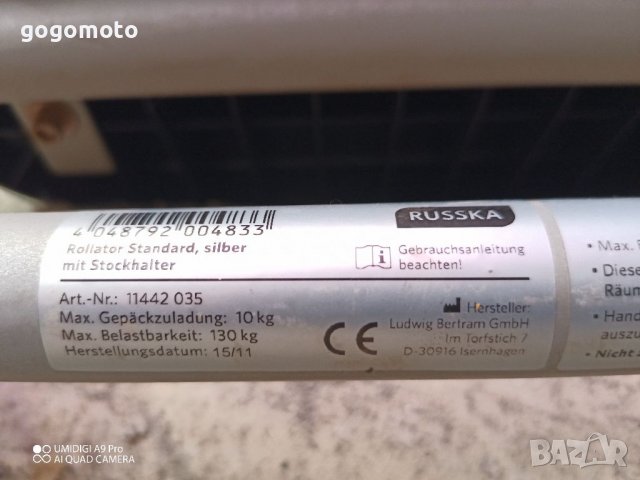 gogomoto
4 048792 004833
Rollator Standard, silber
mit Stockhalter
RUSSKA
Gebrauchsanleitung
beachten!
Art.-Nr.: 11442 035
Max. Gepäckzuladung: 10 kg
Max. Belastbarkeit: 130 kg
Herstellungsdatum: 15/11
CE
Hersteller:
Ludwig Bertram GmbH
Im Torfstich 7
D-30916 Isernhagen
• Max.
• Diese
Räum
• Hand
auszu
• Nicht
UMIDIGI A9 Pro
AI QUAD CAMERA
BAZAR